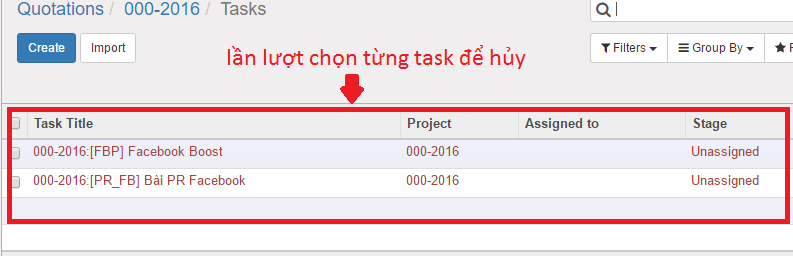 Quotations / 000-2016 / Tasks
Create Import
Filters Group By
lần lượt chọn từng task để hủy
Task Title Project Assigned to Stage
000-2016:[FBP] Facebook Boost 000-2016 Unassigned
000-2016:[PR_FB] Bài PR Facebook 000-2016 Unassigned